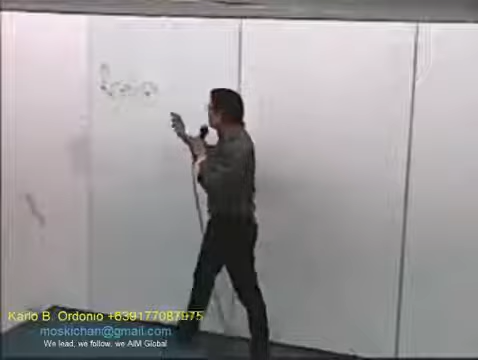 Karlo B. Ordonio +639177087975
moskichan@gmail.com
We lead, we follow, we AIM Global